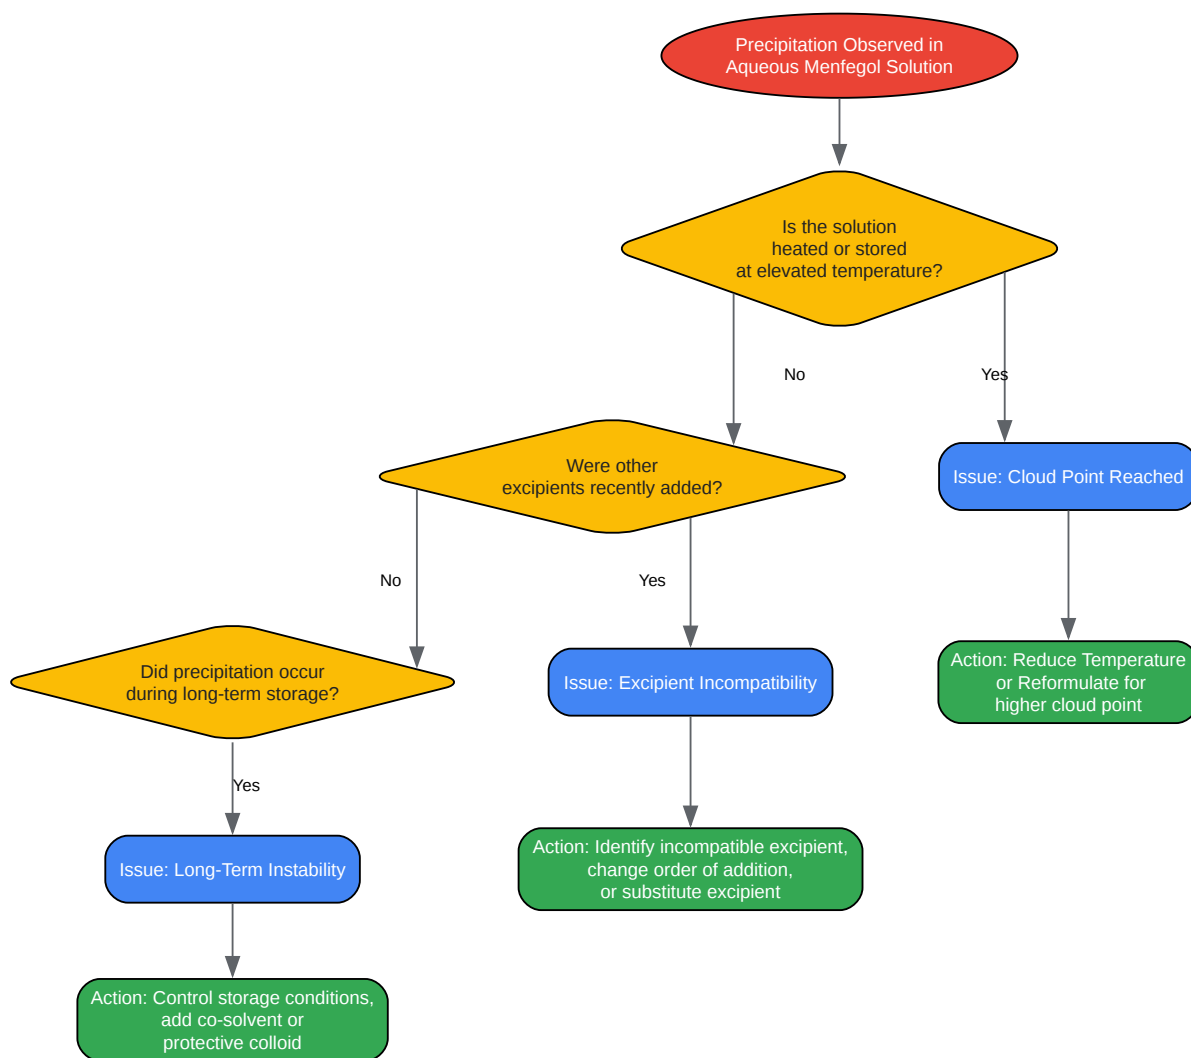 Precipitation Observed in
Aqueous Menfegol Solution
Is the solution
heated or stored
at elevated temperature?
No
Yes
Were other
excipients recently added?
Issue: Cloud Point Reached
No
Yes
Did precipitation occur
during long-term storage?
Issue: Excipient Incompatibility
Action: Reduce Temperature
or Reformulate for
higher cloud point
Yes
Issue: Long-Term Instability
Action: Identify incompatible excipient,
change order of addition,
or substitute excipient
Action: Control storage conditions,
add co-solvent or
protective colloid